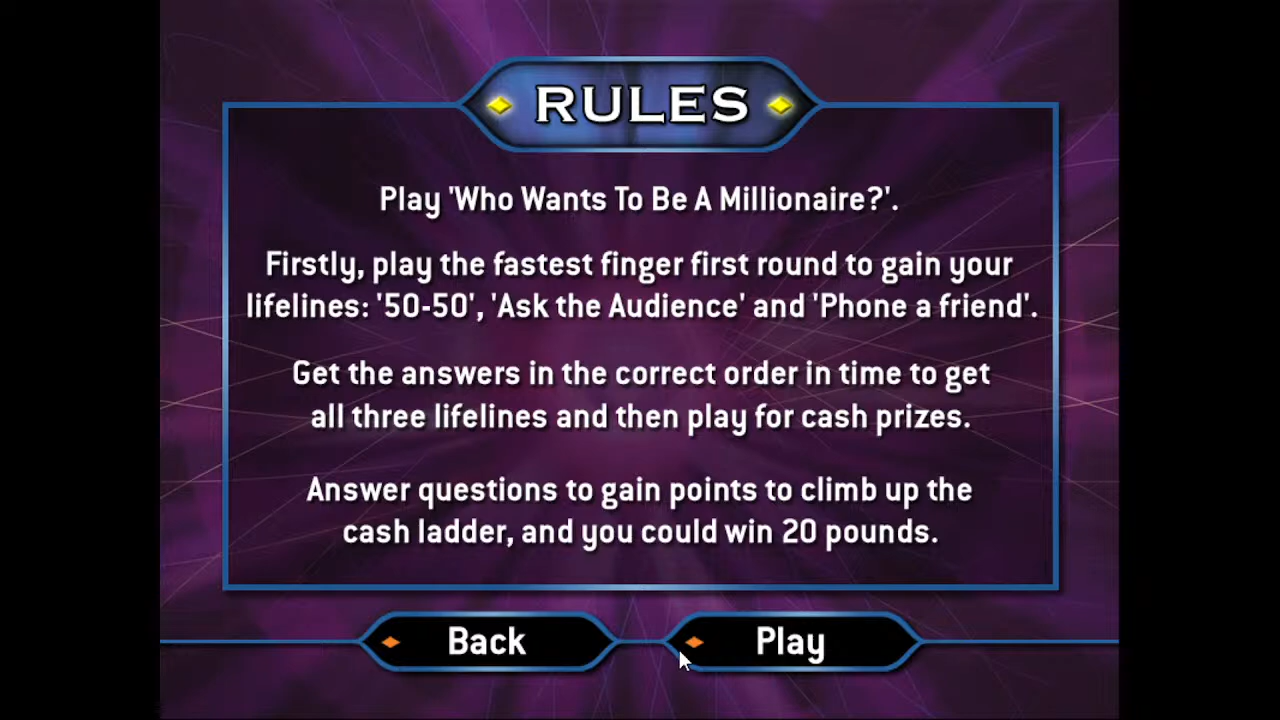 RULES
Play 'Who Wants To Be A Millionaire?'.
Firstly, play the fastest finger first round to gain your
lifelines: '50-50', 'Ask the Audience' and 'Phone a friend'.
Get the answers in the correct order in time to get
all three lifelines and then play for cash prizes.
Answer questions to gain points to climb up the
cash ladder, and you could win 20 pounds.
Back
Play